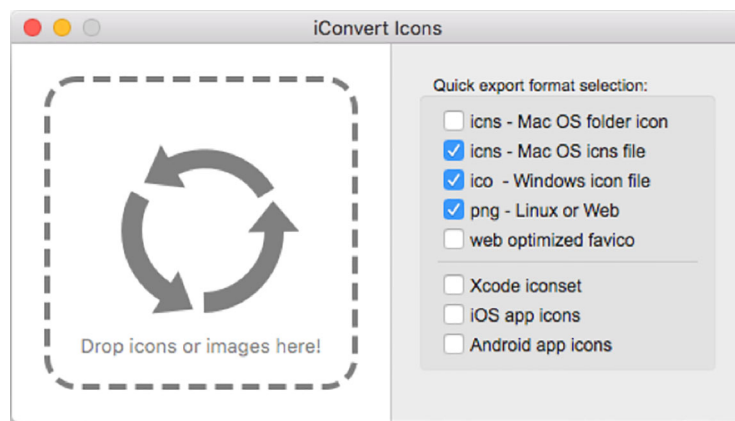 iConvert Icons
Drop icons or images here!
Quick export format selection:
icns - Mac OS folder icon
icns - Mac OS icns file
ico - Windows icon file
png - Linux or Web
web optimized favico
Xcode iconset
iOS app icons
Android app icons